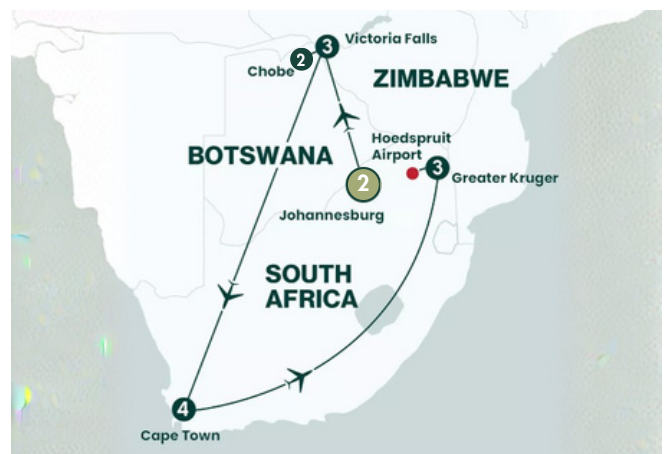 3
Victoria Falls
2
Chobe
ZIMBABWE
Hoedspruit
Airport
BOTSWANA
3
Greater Kruger
2
Johannesburg
SOUTH
AFRICA
4
Cape Town